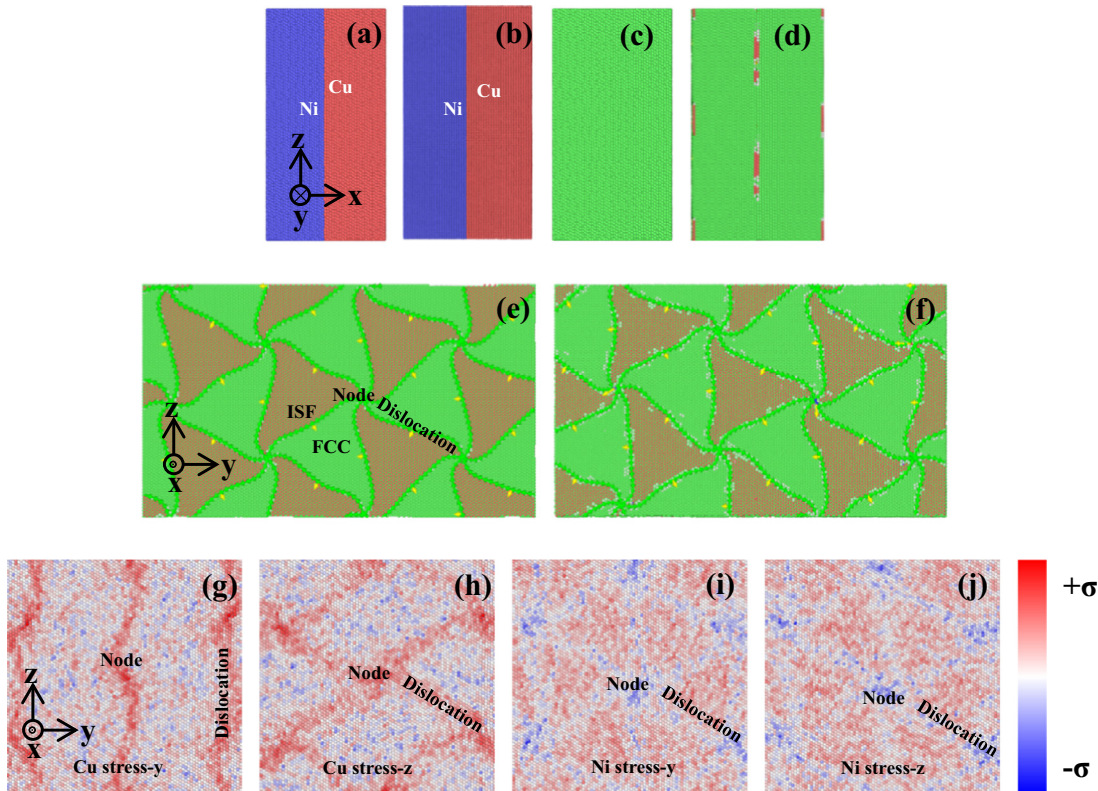 (a)
(b)
(c)
(d)
Cu
Ni
Cu
Ni
z
x
y
(e)
(f)
Node
Dislocation
ISF
FCC
z
y
x
(g)
(h)
(i)
(j)
+σ
Node
Dislocation
z
y
x
Cu stress-y
Node
Dislocation
Cu stress-z
Node
Dislocation
Ni stress-y
Node
Dislocation
Ni stress-z
-σ